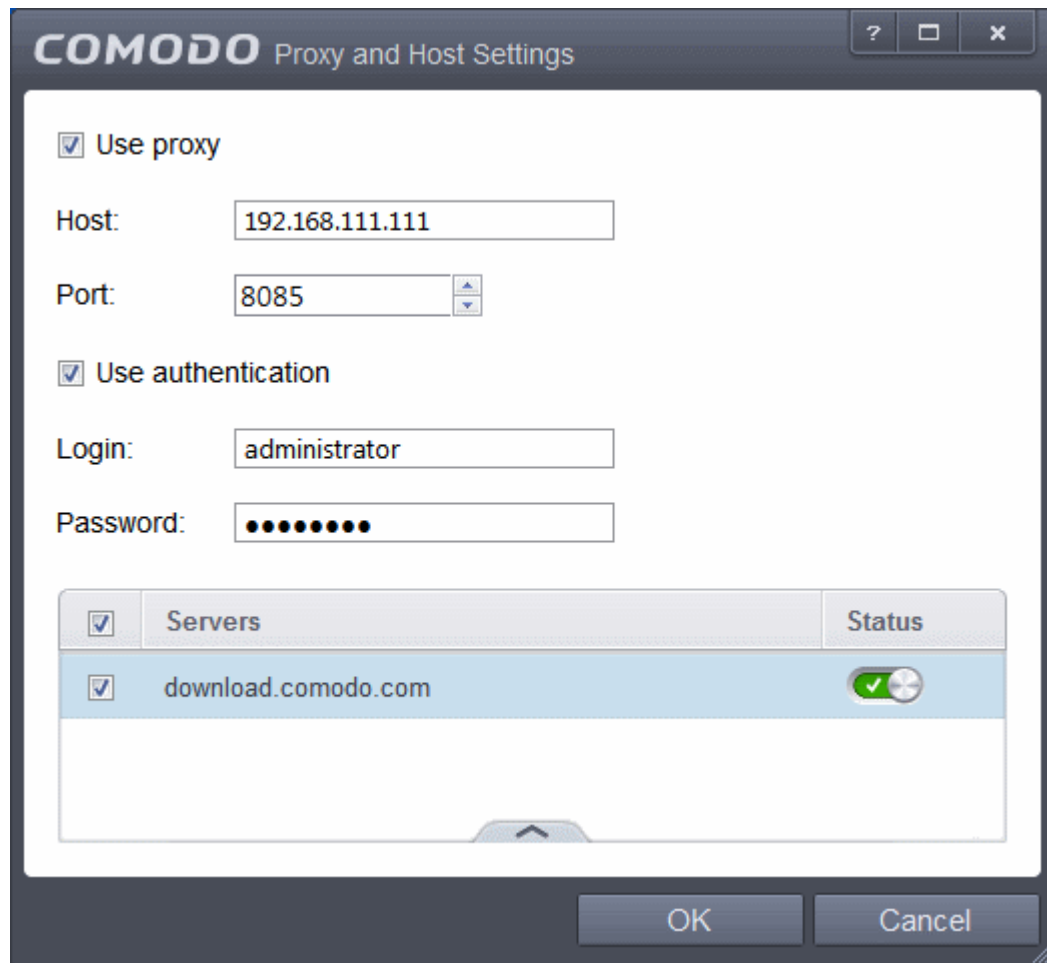 COMODO Proxy and Host Settings ?
Use proxy
Host: 192.168.111.111
Port: 8085
Use authentication
Login: administrator
Password: ●●●●●●●●
Servers Status
download.comodo.com
OK Cancel